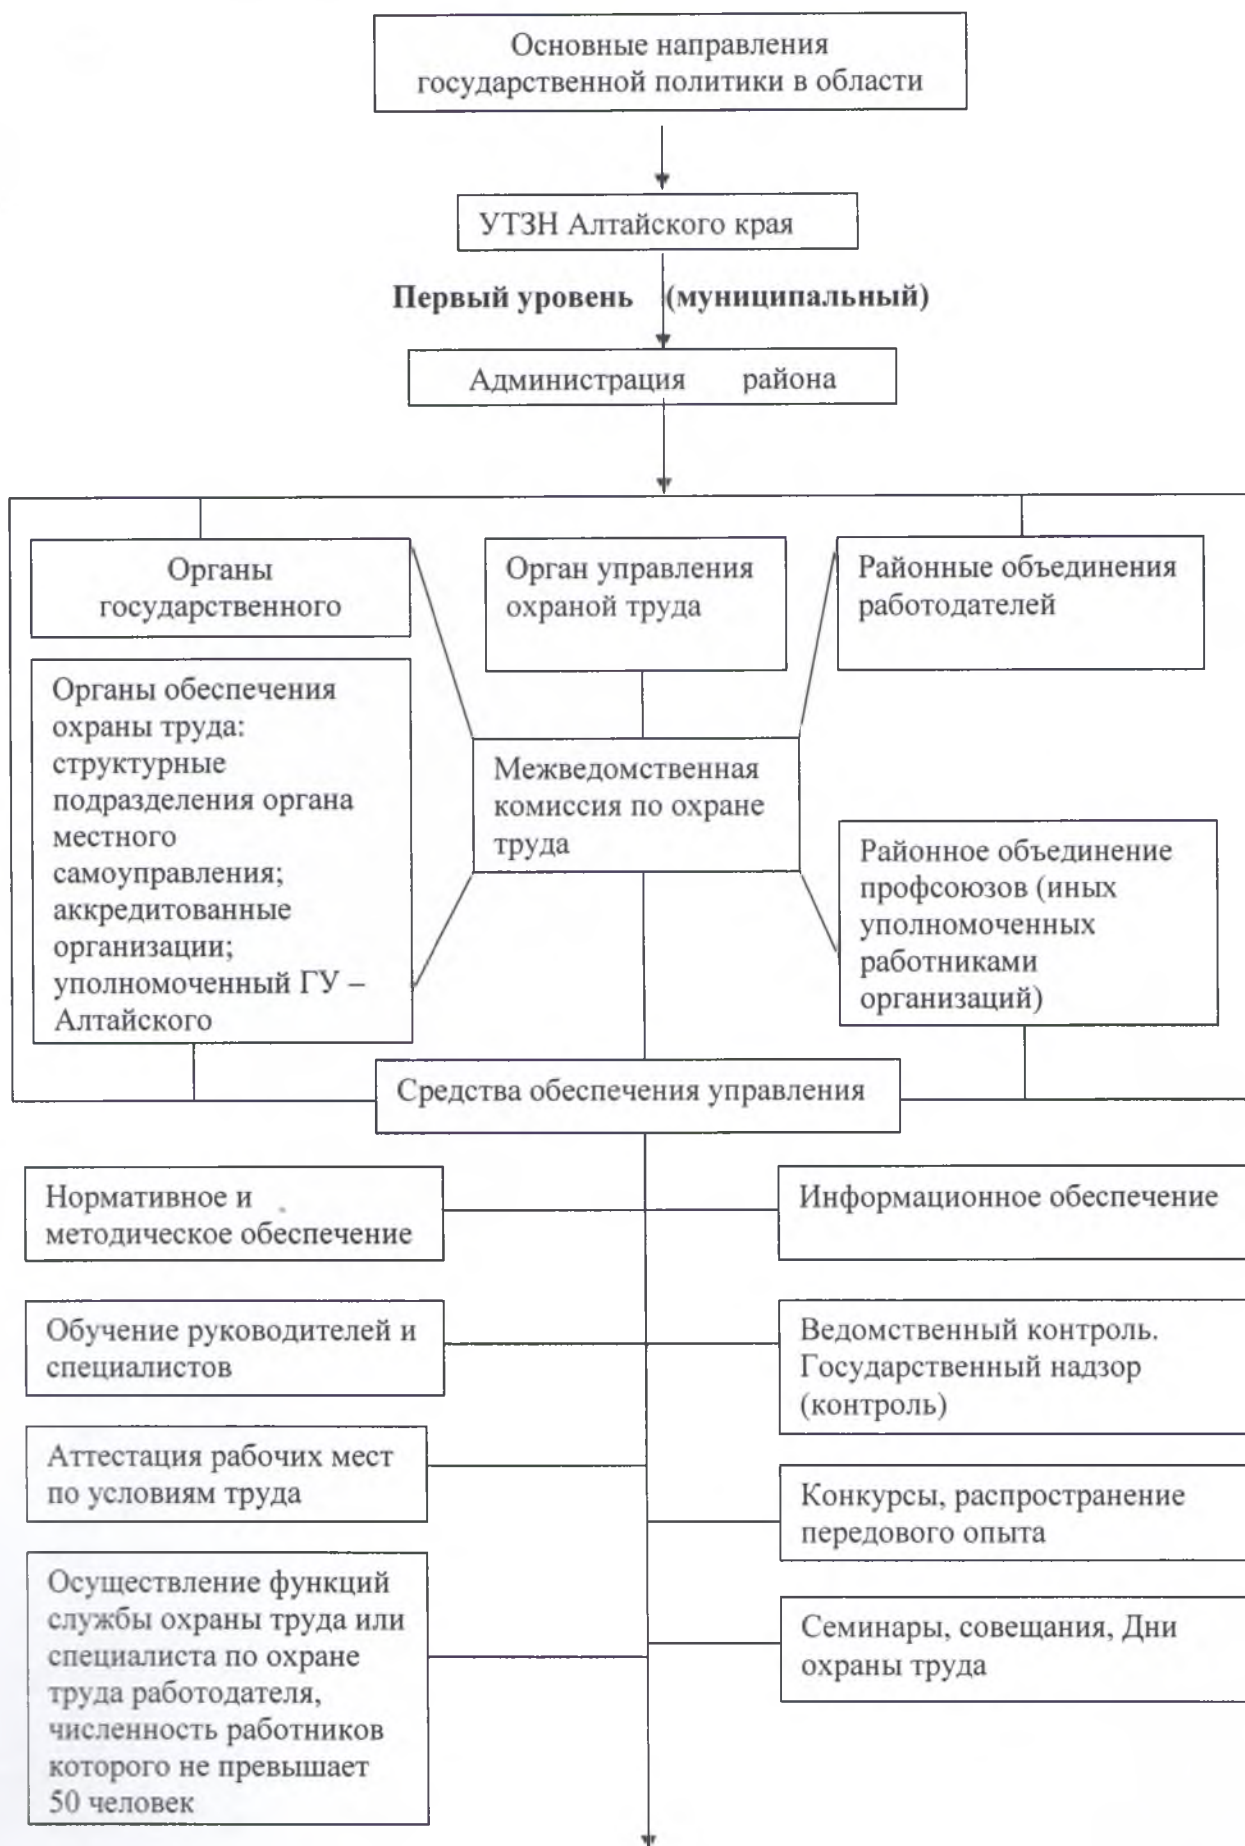 Основные направления
государственной политики в области
УТЗН Алтайского края
Первый уровень (муниципальный)
Администрация района
Органы
государственного
Орган управления
охраной труда
Районные объединения
работодателей
Органы обеспечения
охраны труда:
структурные
подразделения органа
местного
самоуправления;
аккредитованные
организации;
уполномоченный ГУ –
Алтайского
Межведомственная
комиссия по охране
труда
Районное объединение
профсоюзов (иных
уполномоченных
работниками
организаций)
Средства обеспечения управления
Нормативное и
методическое обеспечение
Информационное обеспечение
Обучение руководителей и
специалистов
Ведомственный контроль.
Государственный надзор
(контроль)
Аттестация рабочих мест
по условиям труда
Конкурсы, распространение
передового опыта
Осуществление функций
службы охраны труда или
специалиста по охране
труда работодателя,
численность работников
которого не превышает
50 человек
Семинары, совещания, Дни
охраны труда